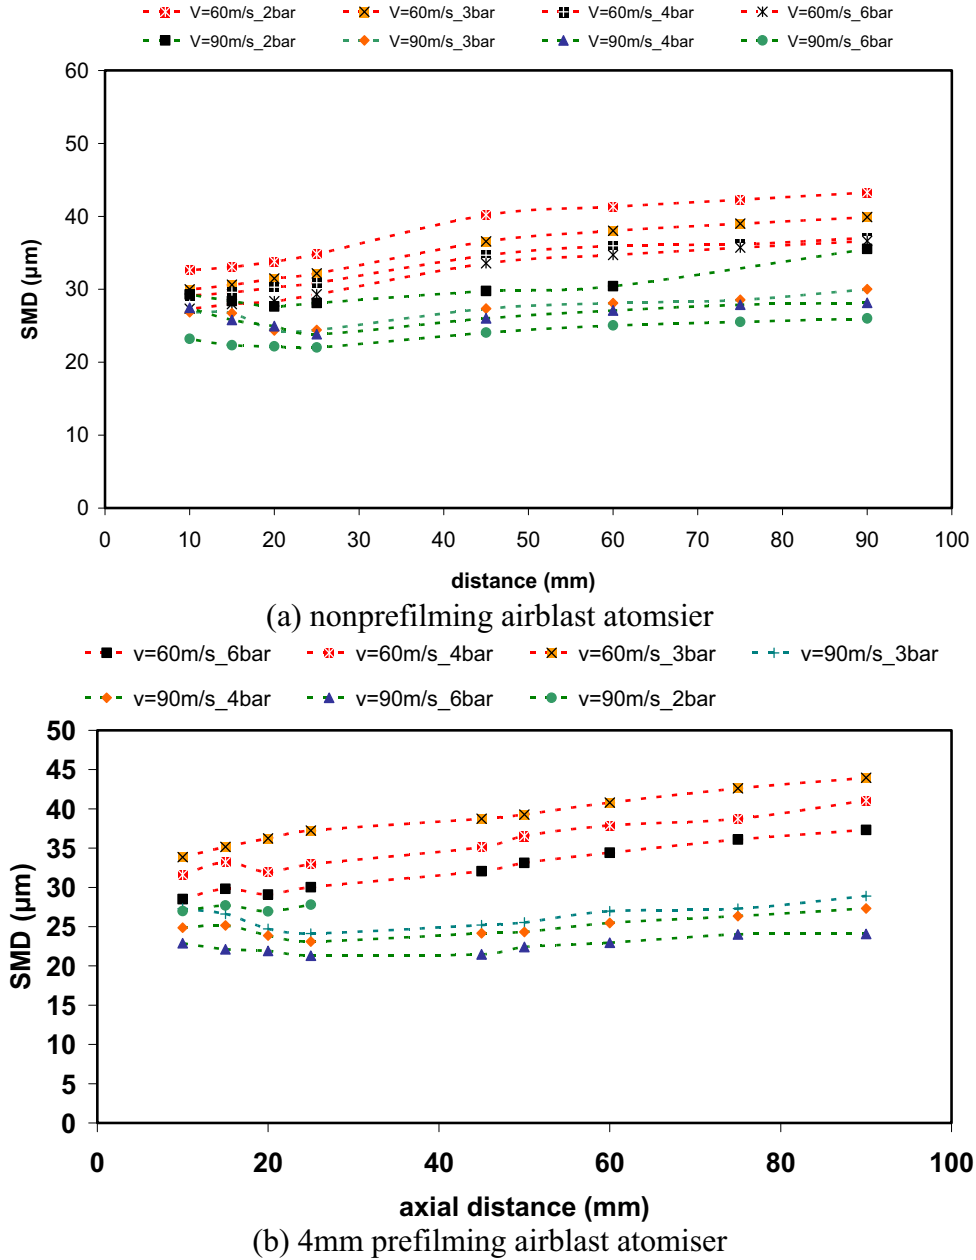 V=60m/s_2bar V=60m/s_3bar V=60m/s_4bar V=60m/s_6bar
V=90m/s_2bar V=90m/s_3bar V=90m/s_4bar V=90m/s_6bar
60
50
40
30
20
10
0
SMD (µm)
0 10 20 30 40 50 60 70 80 90 100
distance (mm)
(a) nonprefilming airblast atomsier
v=60m/s_6bar v=60m/s_4bar v=60m/s_3bar v=90m/s_3bar
v=90m/s_4bar v=90m/s_6bar v=90m/s_2bar
50
45
40
35
30
25
20
15
10
5
0
SMD (µm)
0 20 40 60 80 100
axial distance (mm)
(b) 4mm prefilming airblast atomiser